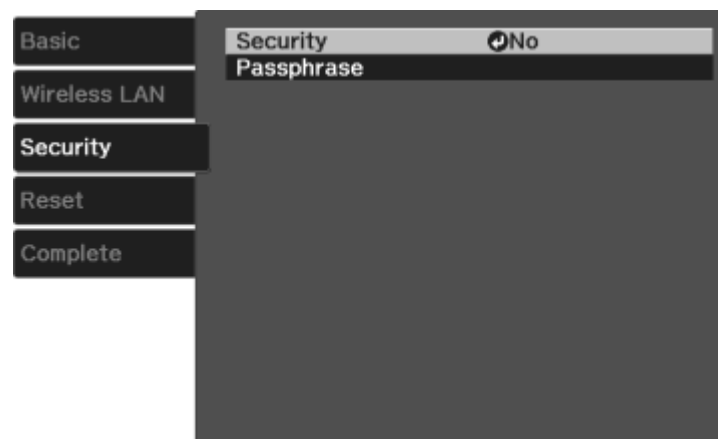 Basic
Wireless LAN
Security
Reset
Complete
Security No
Passphrase